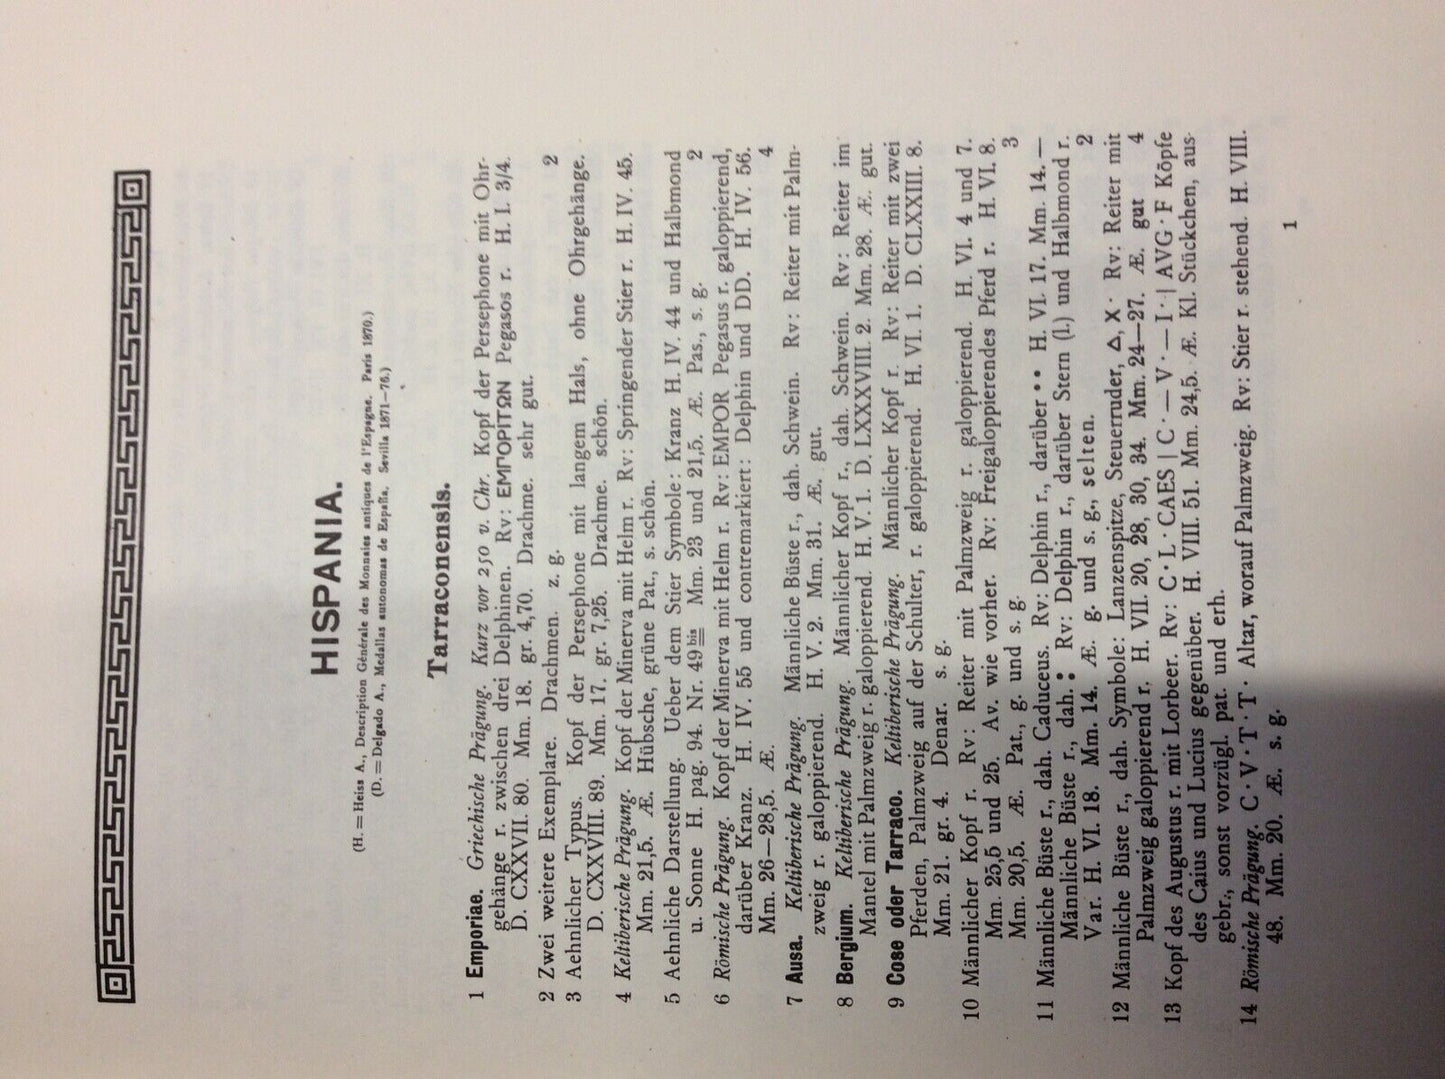 HISPANIA.
(H. = Heiss A., Description Générale des Monnaies antiques de l'Espagne. Paris 1870.)
(D. = Delgado A., Medallas autonomas de España. Sevilla 1871—76.)
Tarraconensis.
1 Emporiae. Griechische Prägung. Kurz vor 250 v. Chr. Kopf der Persephone mit Ohr-
gehänge r. zwischen drei Delphinen. Rv: ΕΜΠΟΡΙΤΩΝ Pegasos r. H. I. 3/4.
D. CXXVII. 80. Mm. 18. gr. 4,70. Drachme. sehr gut.
2 Zwei weitere Exemplare. Drachmen. z. g. 2
3 Aehnlicher Typus. Kopf der Persephone mit langem Hals, ohne Ohrgehänge.
D. CXXVIII. 89. Mm. 17. gr. 7,25. Drachme. schön.
4 Keltiberische Prägung. Kopf der Minerva mit Helm r. Rv: Springender Stier r. H. IV. 45.
Mm. 21,5. Æ. Hübsche, grüne Pat., s. schön.
5 Aehnliche Darstellung. Ueber dem Stier Symbole: Kranz H. IV. 44 und Halbmond
u. Sonne H. pag. 94. Nr. 49 bis Mm. 23 und 21,5. Æ. Pas., s. g. 2
6 Römische Prägung. Kopf der Minerva mit Helm r. Rv: EMPOR Pegasus r. galoppierend,
darüber Kranz. H. IV. 55 und contremarkiert: Delphin und DD. H. IV. 56.
Mm. 26—28,5. Æ. 4
7 Ausa. Keltiberische Prägung. Männliche Büste r., dah. Schwein. Rv: Reiter mit Palm-
zweig r. galoppierend. H. V. 2. Mm. 31. Æ. gut.
8 Bergium. Keltiberische Prägung. Männlicher Kopf r., dah. Schwein. Rv: Reiter im
Mantel mit Palmzweig r. galoppierend. H. V. 1. D. LXXXVIII. 2. Mm. 28. Æ. gut.
9 Cose oder Tarraco. Keltiberische Prägung. Männlicher Kopf r. Rv: Reiter mit zwei
Pferden, Palmzweig auf der Schulter, r. galoppierend. H. VI. 1. D. CLXXIII. 8.
Mm. 21. gr. 4. Denar. s. g.
10 Männlicher Kopf r. Rv: Reiter mit Palmzweig r. galoppierend. H. VI. 4 und 7.
Mm. 25,5 und 25. Av. wie vorher. Rv: Freigaloppierendes Pferd r. H. VI. 8.
Mm. 20,5. Æ. Pat., g. und s. g. 3
11 Männliche Büste r., dah. Caduceus. Rv: Delphin r., darüber •• H. VI. 17. Mm. 14. —
Männliche Büste r., dah. : Rv: Delphin r., darüber Stern (l.) und Halbmond r.
Var. H. VI. 18. Mm. 14. Æ. g. und s. g., selten. 2
12 Männliche Büste r., dah. Symbole: Lanzenspitze, Steuerruder, Δ, X · Rv: Reiter mit
Palmzweig galoppierend r. H. VII. 20, 28, 30, 34. Mm. 24—27. Æ. gut 4
13 Kopf des Augustus r. mit Lorbeer. Rv: C · L · CAES | C · — V · — I · | AVG · F Köpfe
des Caius und Lucius gegenüber. H. VIII. 51. Mm. 24,5. Æ. Kl. Stückchen, aus-
gebr., sonst vorzügl. pat. und erh.
14 Römische Prägung. C · V · T · T · Altar, worauf Palmzweig. Rv: Stier r. stehend. H. VIII.
48. Mm. 20. Æ. s. g.
1